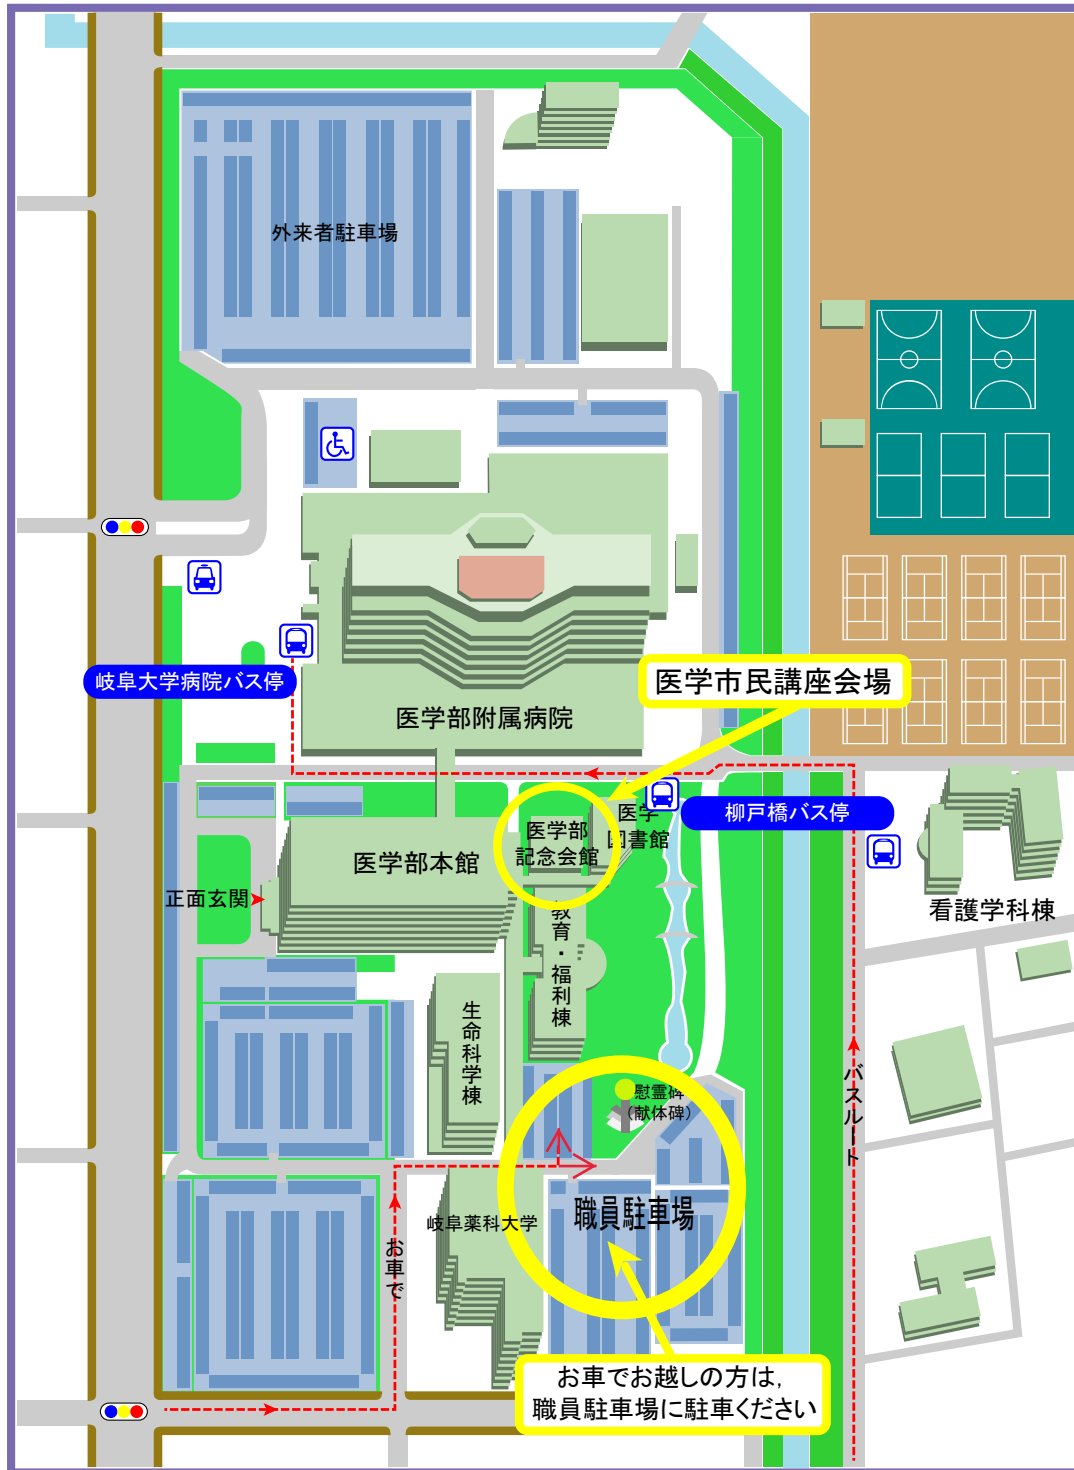 外来者駐車場
岐阜大学病院バス停
医学市民講座会場
医学部附属病院
柳戸橋バス停
医学
図書館
医学部
記念会館
医学部本館
正面玄関
看護学科棟
教育・福利棟
生命科学棟
慰霊碑
(献体碑)
バスルート
職員駐車場
岐阜薬科大学
お車で
お車でお越しの方は,
職員駐車場に駐車ください